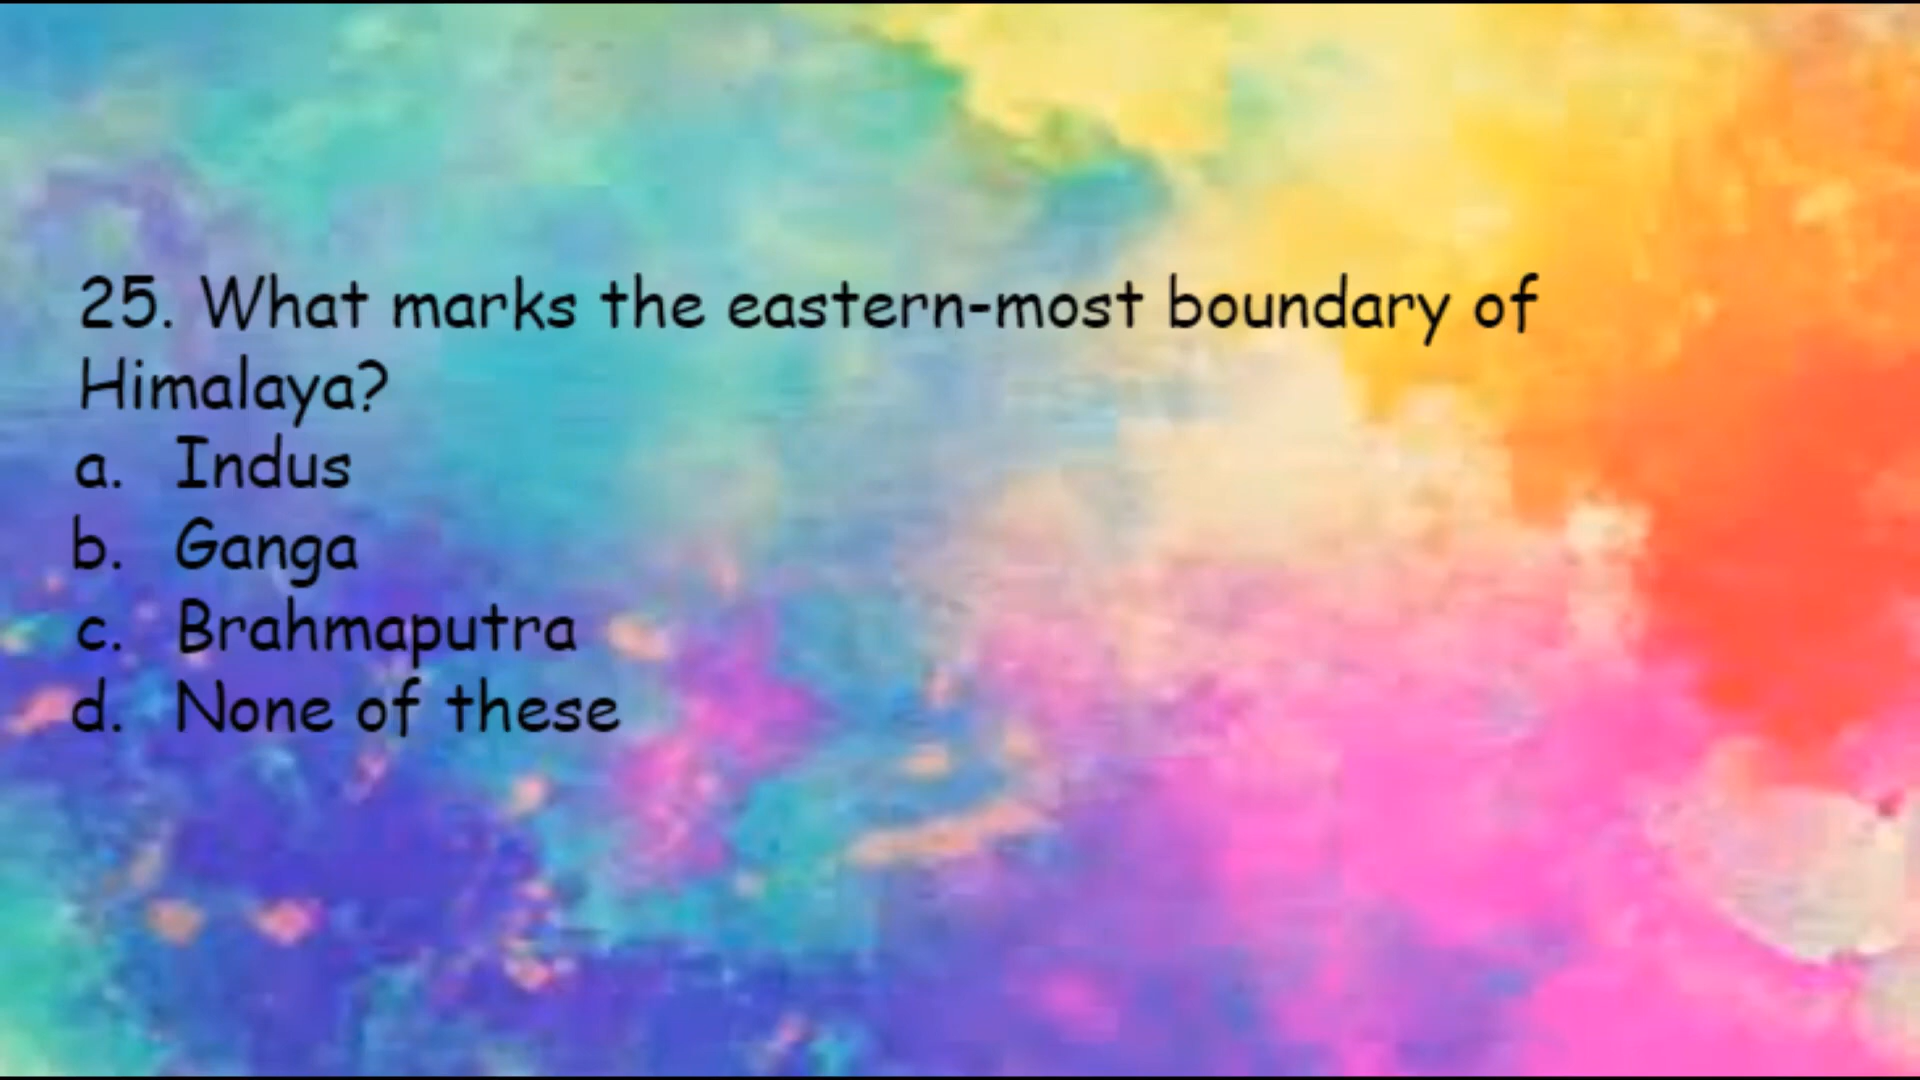 25. What marks the eastern-most boundary of
Himalaya?
a. Indus
b. Ganga
c. Brahmaputra
d. None of these